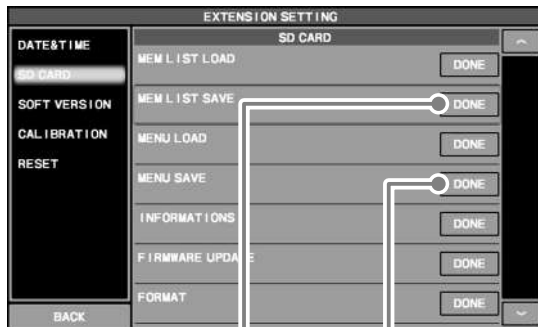 EXTENSION SETTING
DATE&TIME
SD CARD
SOFT VERSION
CALIBRATION
RESET
BACK
SD CARD
MEM LIST LOAD DONE
MEM LIST SAVE DONE
MENU LOAD DONE
MENU SAVE DONE
INFORMATIONS DONE
FIRMWARE UPDATE DONE
FORMAT DONE